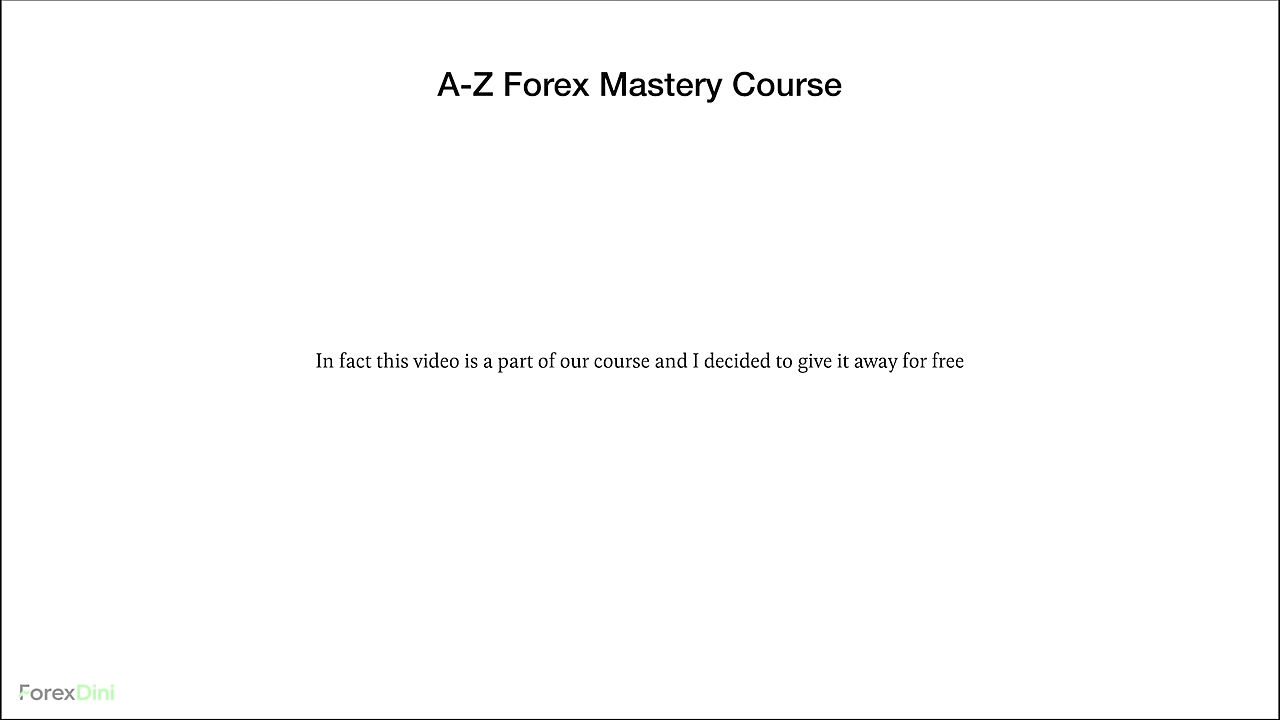 A-Z Forex Mastery Course
In fact this video is a part of our course and I decided to give it away for free
ForexDini